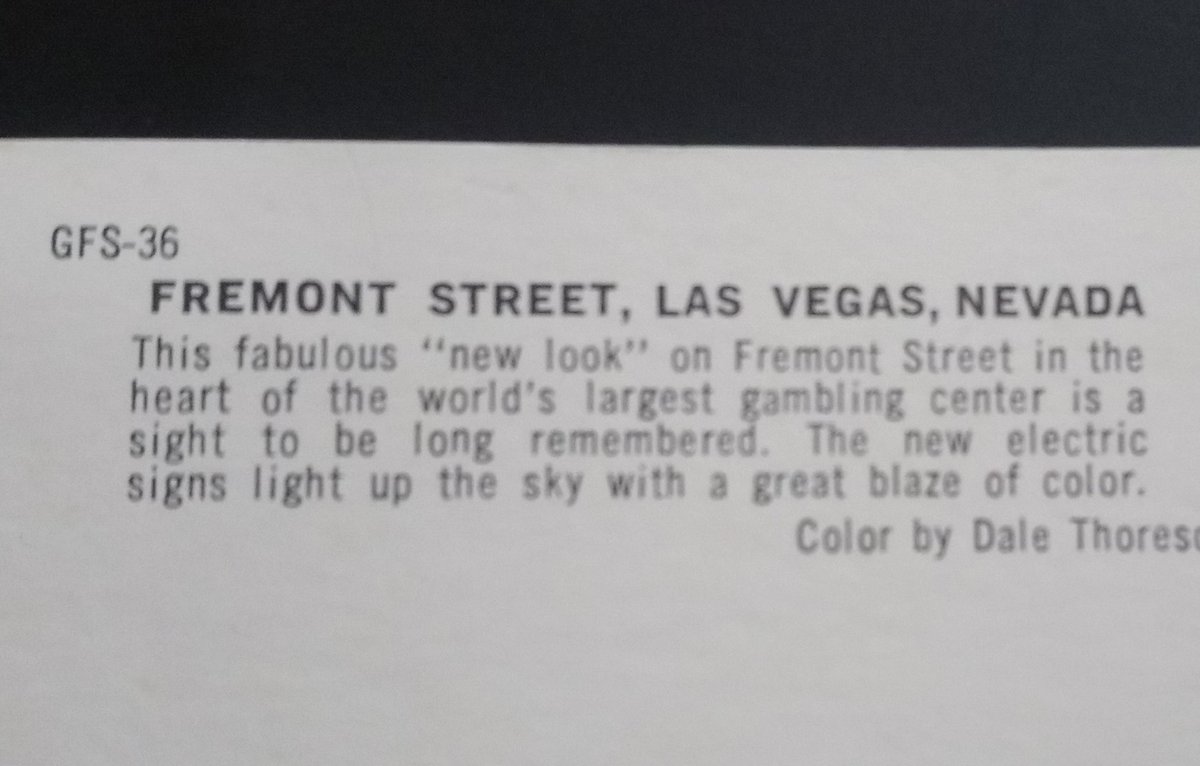 GFS-36
FREMONT STREET, LAS VEGAS, NEVADA
This fabulous “new look” on Fremont Street in the
heart of the world's largest gambling center is a
sight to be long remembered. The new electric
signs light up the sky with a great blaze of color.
Color by Dale